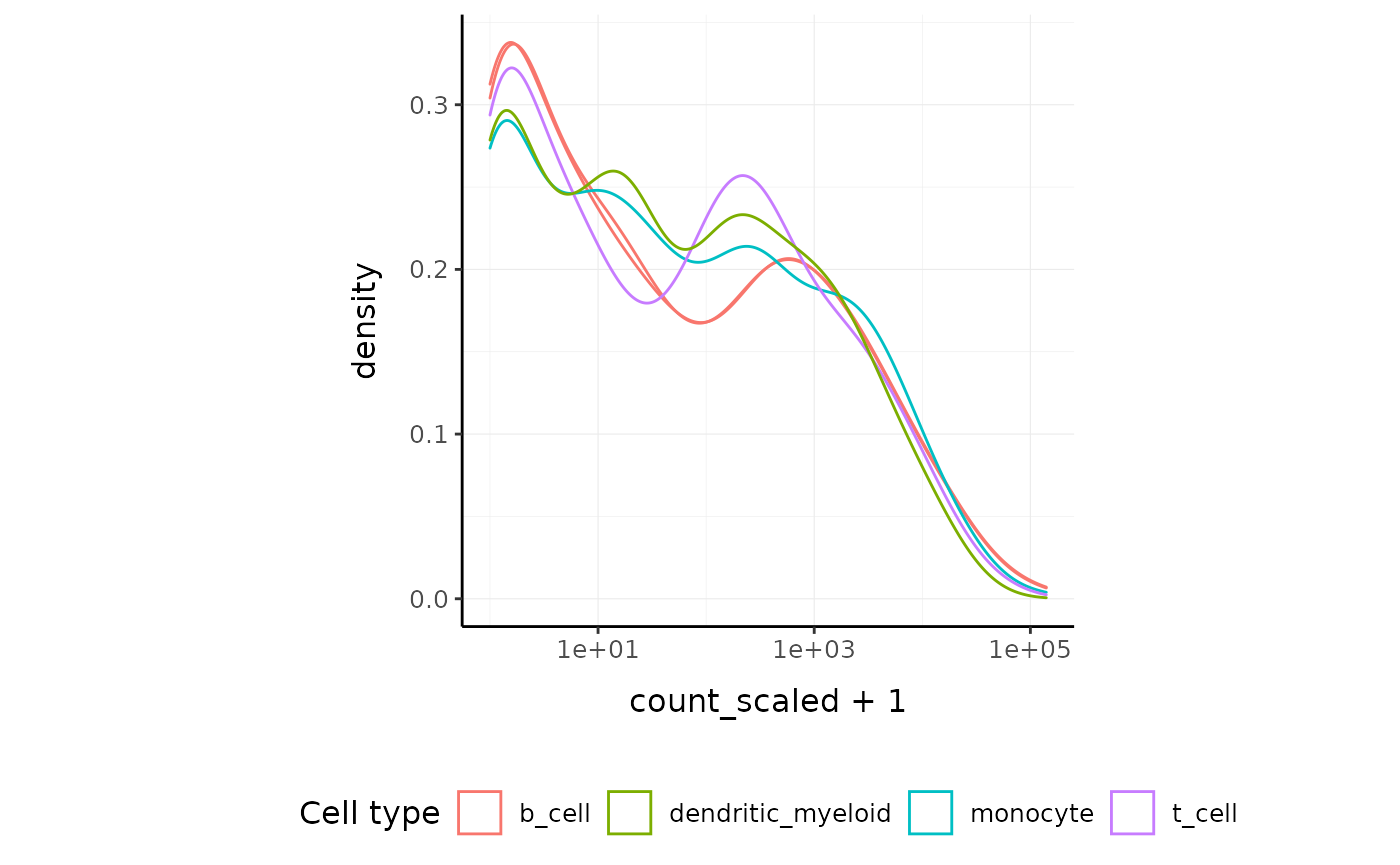 0.3
0.2
0.1
0.0
density
1e+01 1e+03 1e+05
count_scaled + 1
Cell type b_cell dendritic_myeloid monocyte t_cell